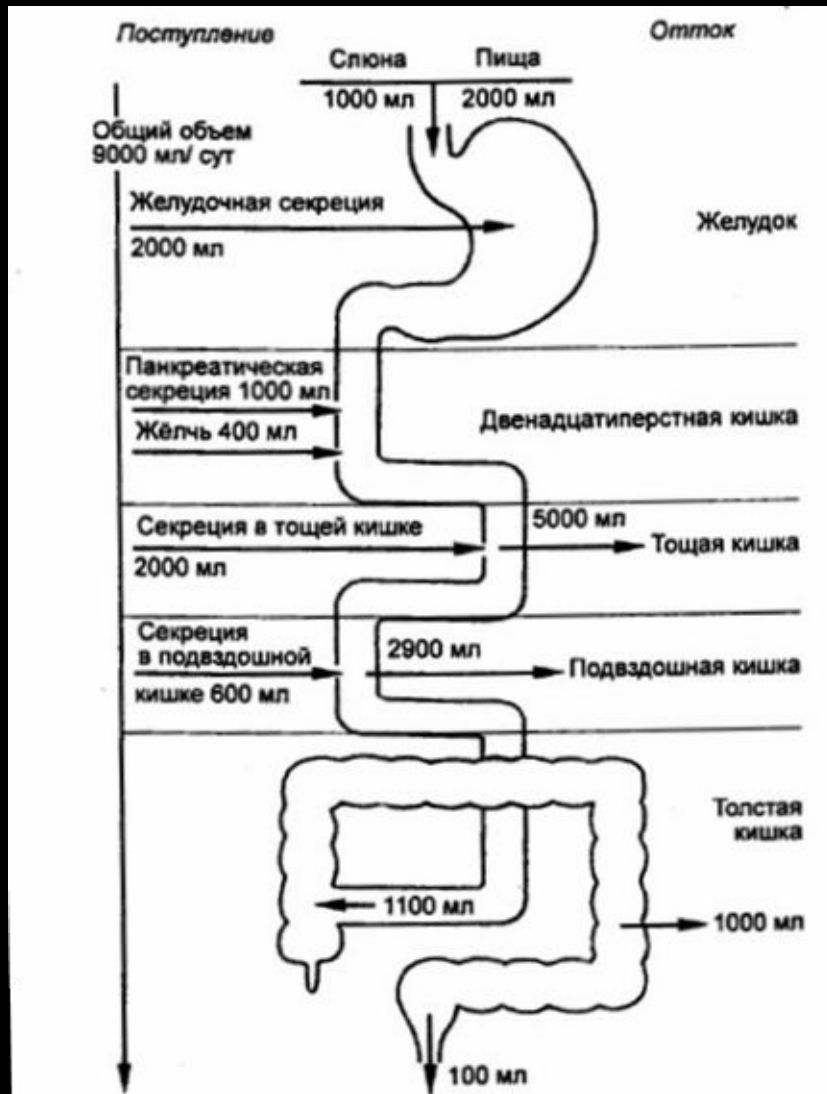 Поступление
Отток
Слюна
Пища
1000 мл
2000 мл
Общий объем
9000 мл/ сут
Желудочная секреция
2000 мл
Желудок
Панкреатическая
секреция 1000 мл
Жёлчь 400 мл
Двенадцатиперстная кишка
Секреция в тощей кишке
2000 мл
5000 мл
Тощая кишка
Секреция
в подвздошной
кишке 600 мл
2900 мл
Подвздошная кишка
Толстая
кишка
1100 мл
1000 мл
100 мл